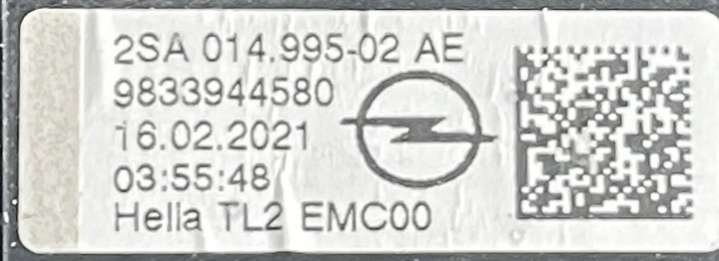 2SA 014.995-02 AE
9833944580
16.02.2021
03:55:48
Hella TL2 EMC00